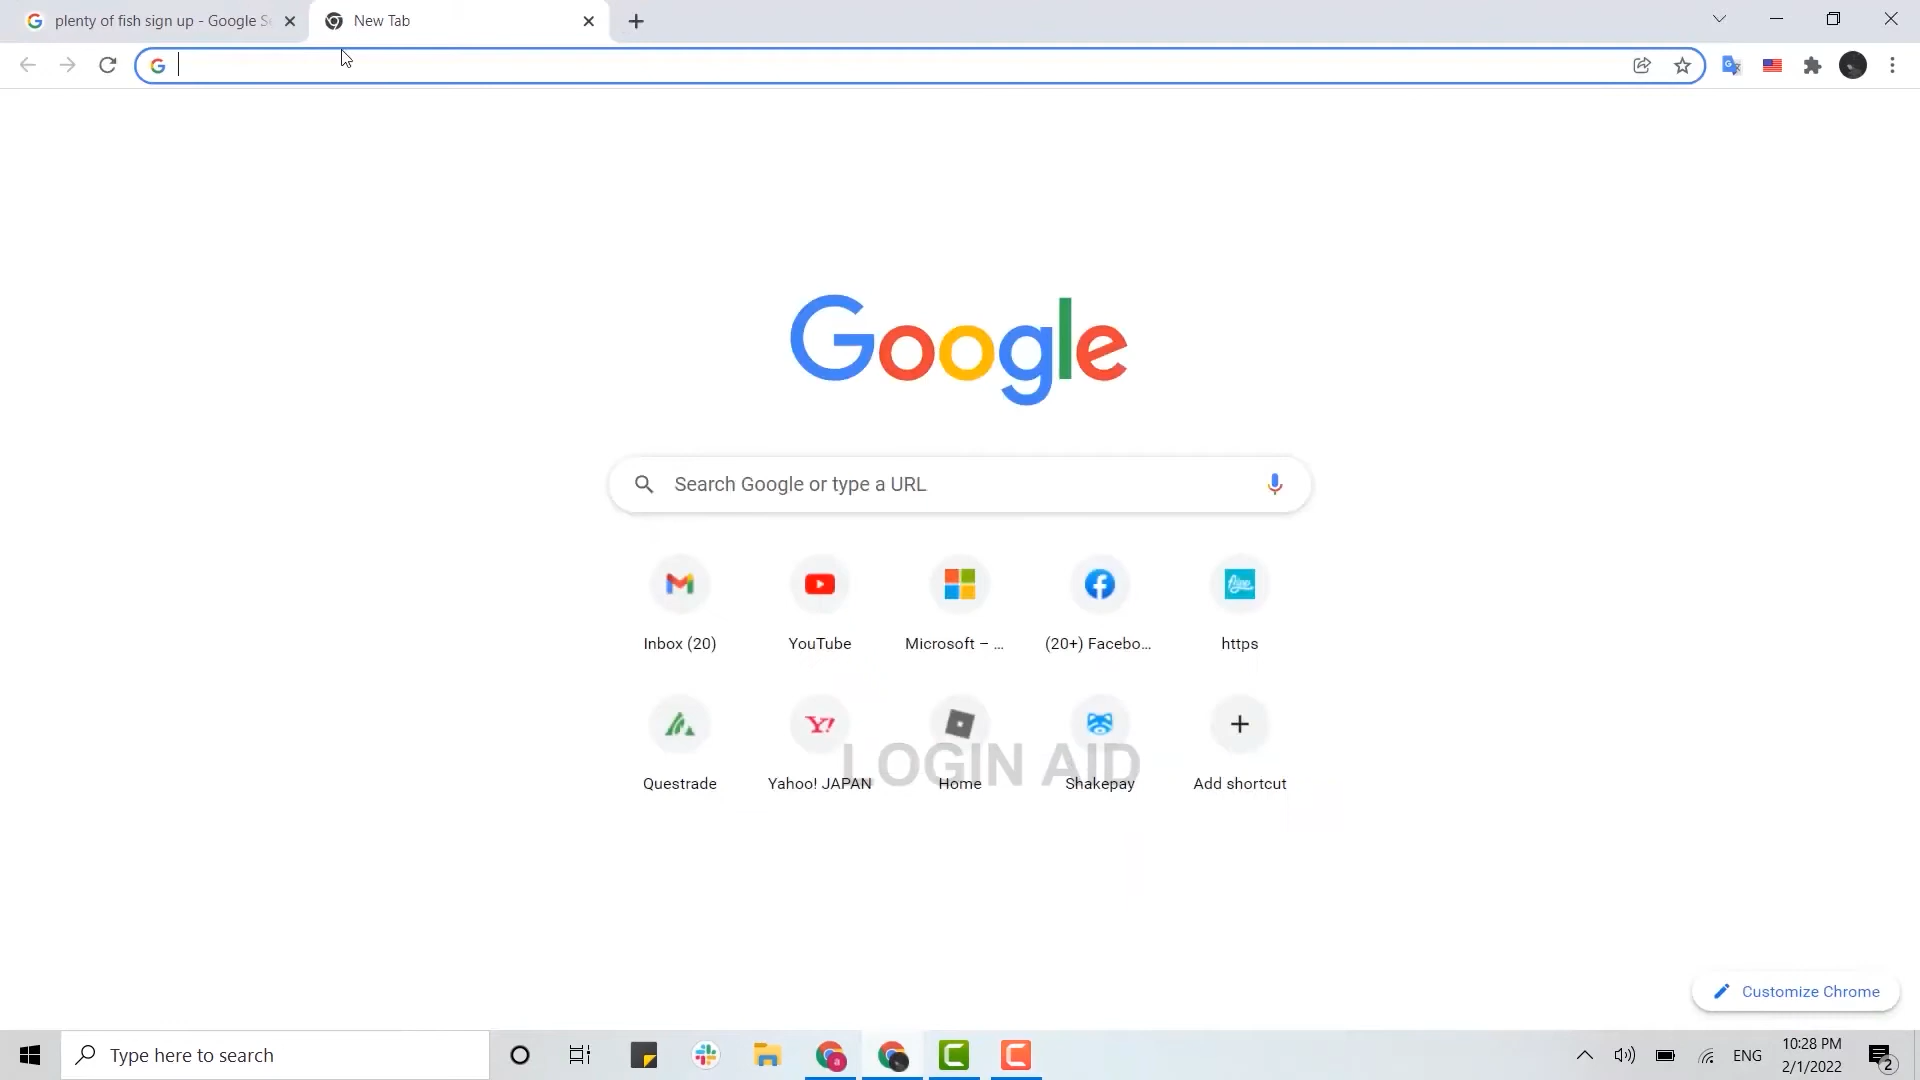 plenty of fish sign up - Google S
New Tab
Google
Search Google or type a URL
Inbox (20)
YouTube
Microsoft – ...
(20+) Facebo...
https
Questrade
Yahoo! JAPAN
Home
Shakepay
Add shortcut
LOGIN AID
Customize Chrome
Type here to search
ENG
10:28 PM
2/1/2022
2